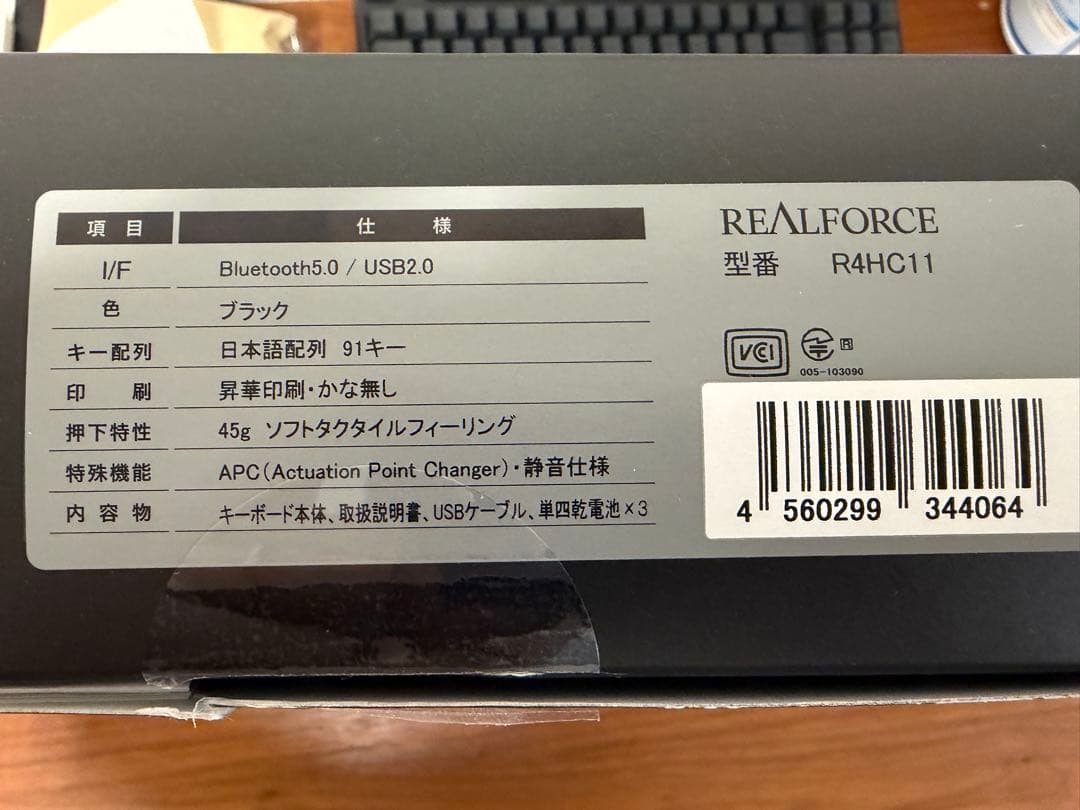 項目 仕様
I/F Bluetooth5.0 / USB2.0
色 ブラック
キー配列 日本語配列 91キー
印刷 昇華印刷・かな無し
押下特性 45g ソフトタクタイルフィーリング
特殊機能 APC(Actuation Point Changer)・静音仕様
内容物 キーボード本体、取扱説明書、USBケーブル、単四乾電池×3
REALFORCE
型番 R4HC11
VCI R
005-103090
4 560299 344064